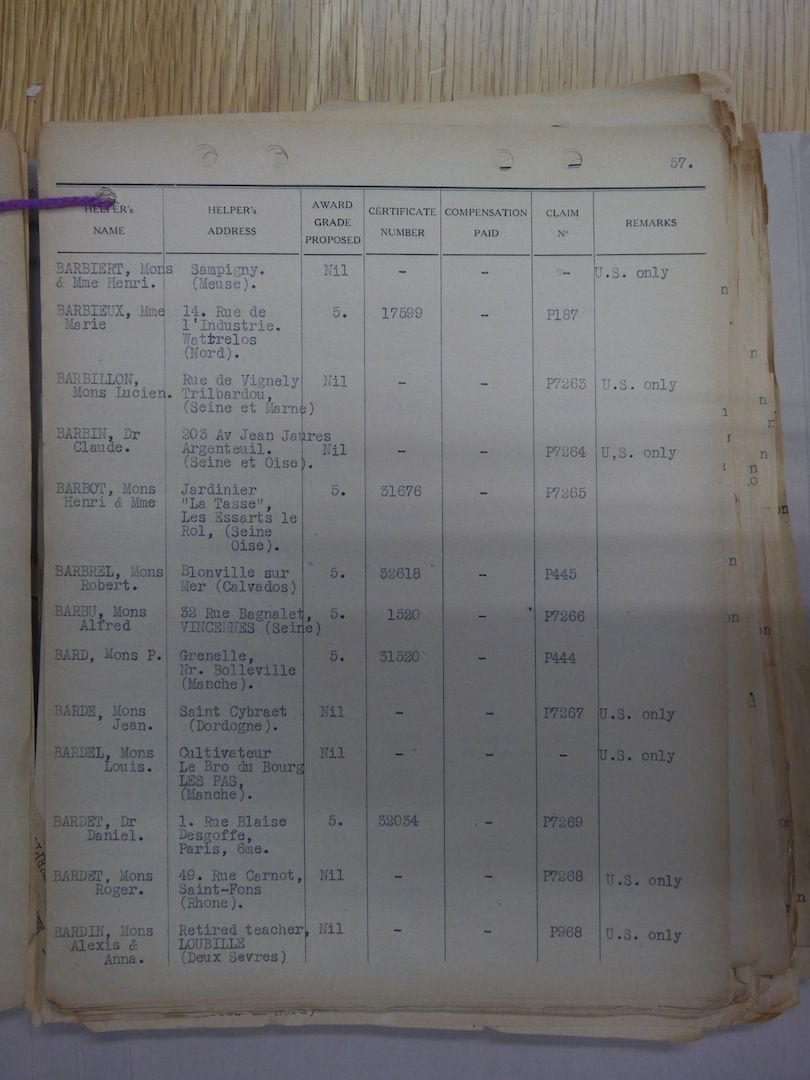 57.
HELPER's NAME HELPER's ADDRESS AWARD GRADE PROPOSED CERTIFICATE NUMBER COMPENSATION PAID CLAIM Nº REMARKS
BARBIERT, Mons Sampigny. Nil - - - U.S. only
& Mme Henri. (Meuse).
BARBIEUX, Mme 14. Rue de 5. 17599 - P187
Marie l'Industrie.
Wattrelos
(Nord).
BARBILLON, Rue de Vignely Nil - - P7263 U.S. only
Mons Lucien. Trilbardou,
(Seine et Marne)
BARBIN, Dr 203 Av Jean Jaures
Claude. Argenteuil. Nil - - P7264 U,S. only
(Seine et Oise).
BARBOT, Mons Jardinier 5. 31676 - P7265
Henri & Mme "La Tasse",
Les Essarts le
Rol, (Seine
Oise).
BARBREL, Mons Blonville sur 5. 32618 - P445
Robert. Mer (Calvados)
BARBU, Mons 32 Rue Bagnalet, 5. 1520 - P7266
Alfred VINCENNES (Seine)
BARD, Mons P. Grenelle, 5. 31520 - P444
Nr. Bolleville
(Manche).
BARDE, Mons Saint Cybraet Nil - - P7267 U.S. only
Jean. (Dordogne).
BARDEL, Mons Cultivateur Nil - - - U.S. only
Louis. Le Bro du Bourg
LES PAS,
(Manche).
BARDET, Dr 1. Rue Blaise 5. 32034 - P7269
Daniel. Desgoffe,
Paris, 6me.
BARDET, Mons 49. Rue Carnot, Nil - - P7268 U.S. only
Roger. Saint-Fons
(Rhone).
BARDIN, Mons Retired teacher, Nil - - P968 U.S. only
Alexis & LOUBILLE
Anna. (Deux Sevres)